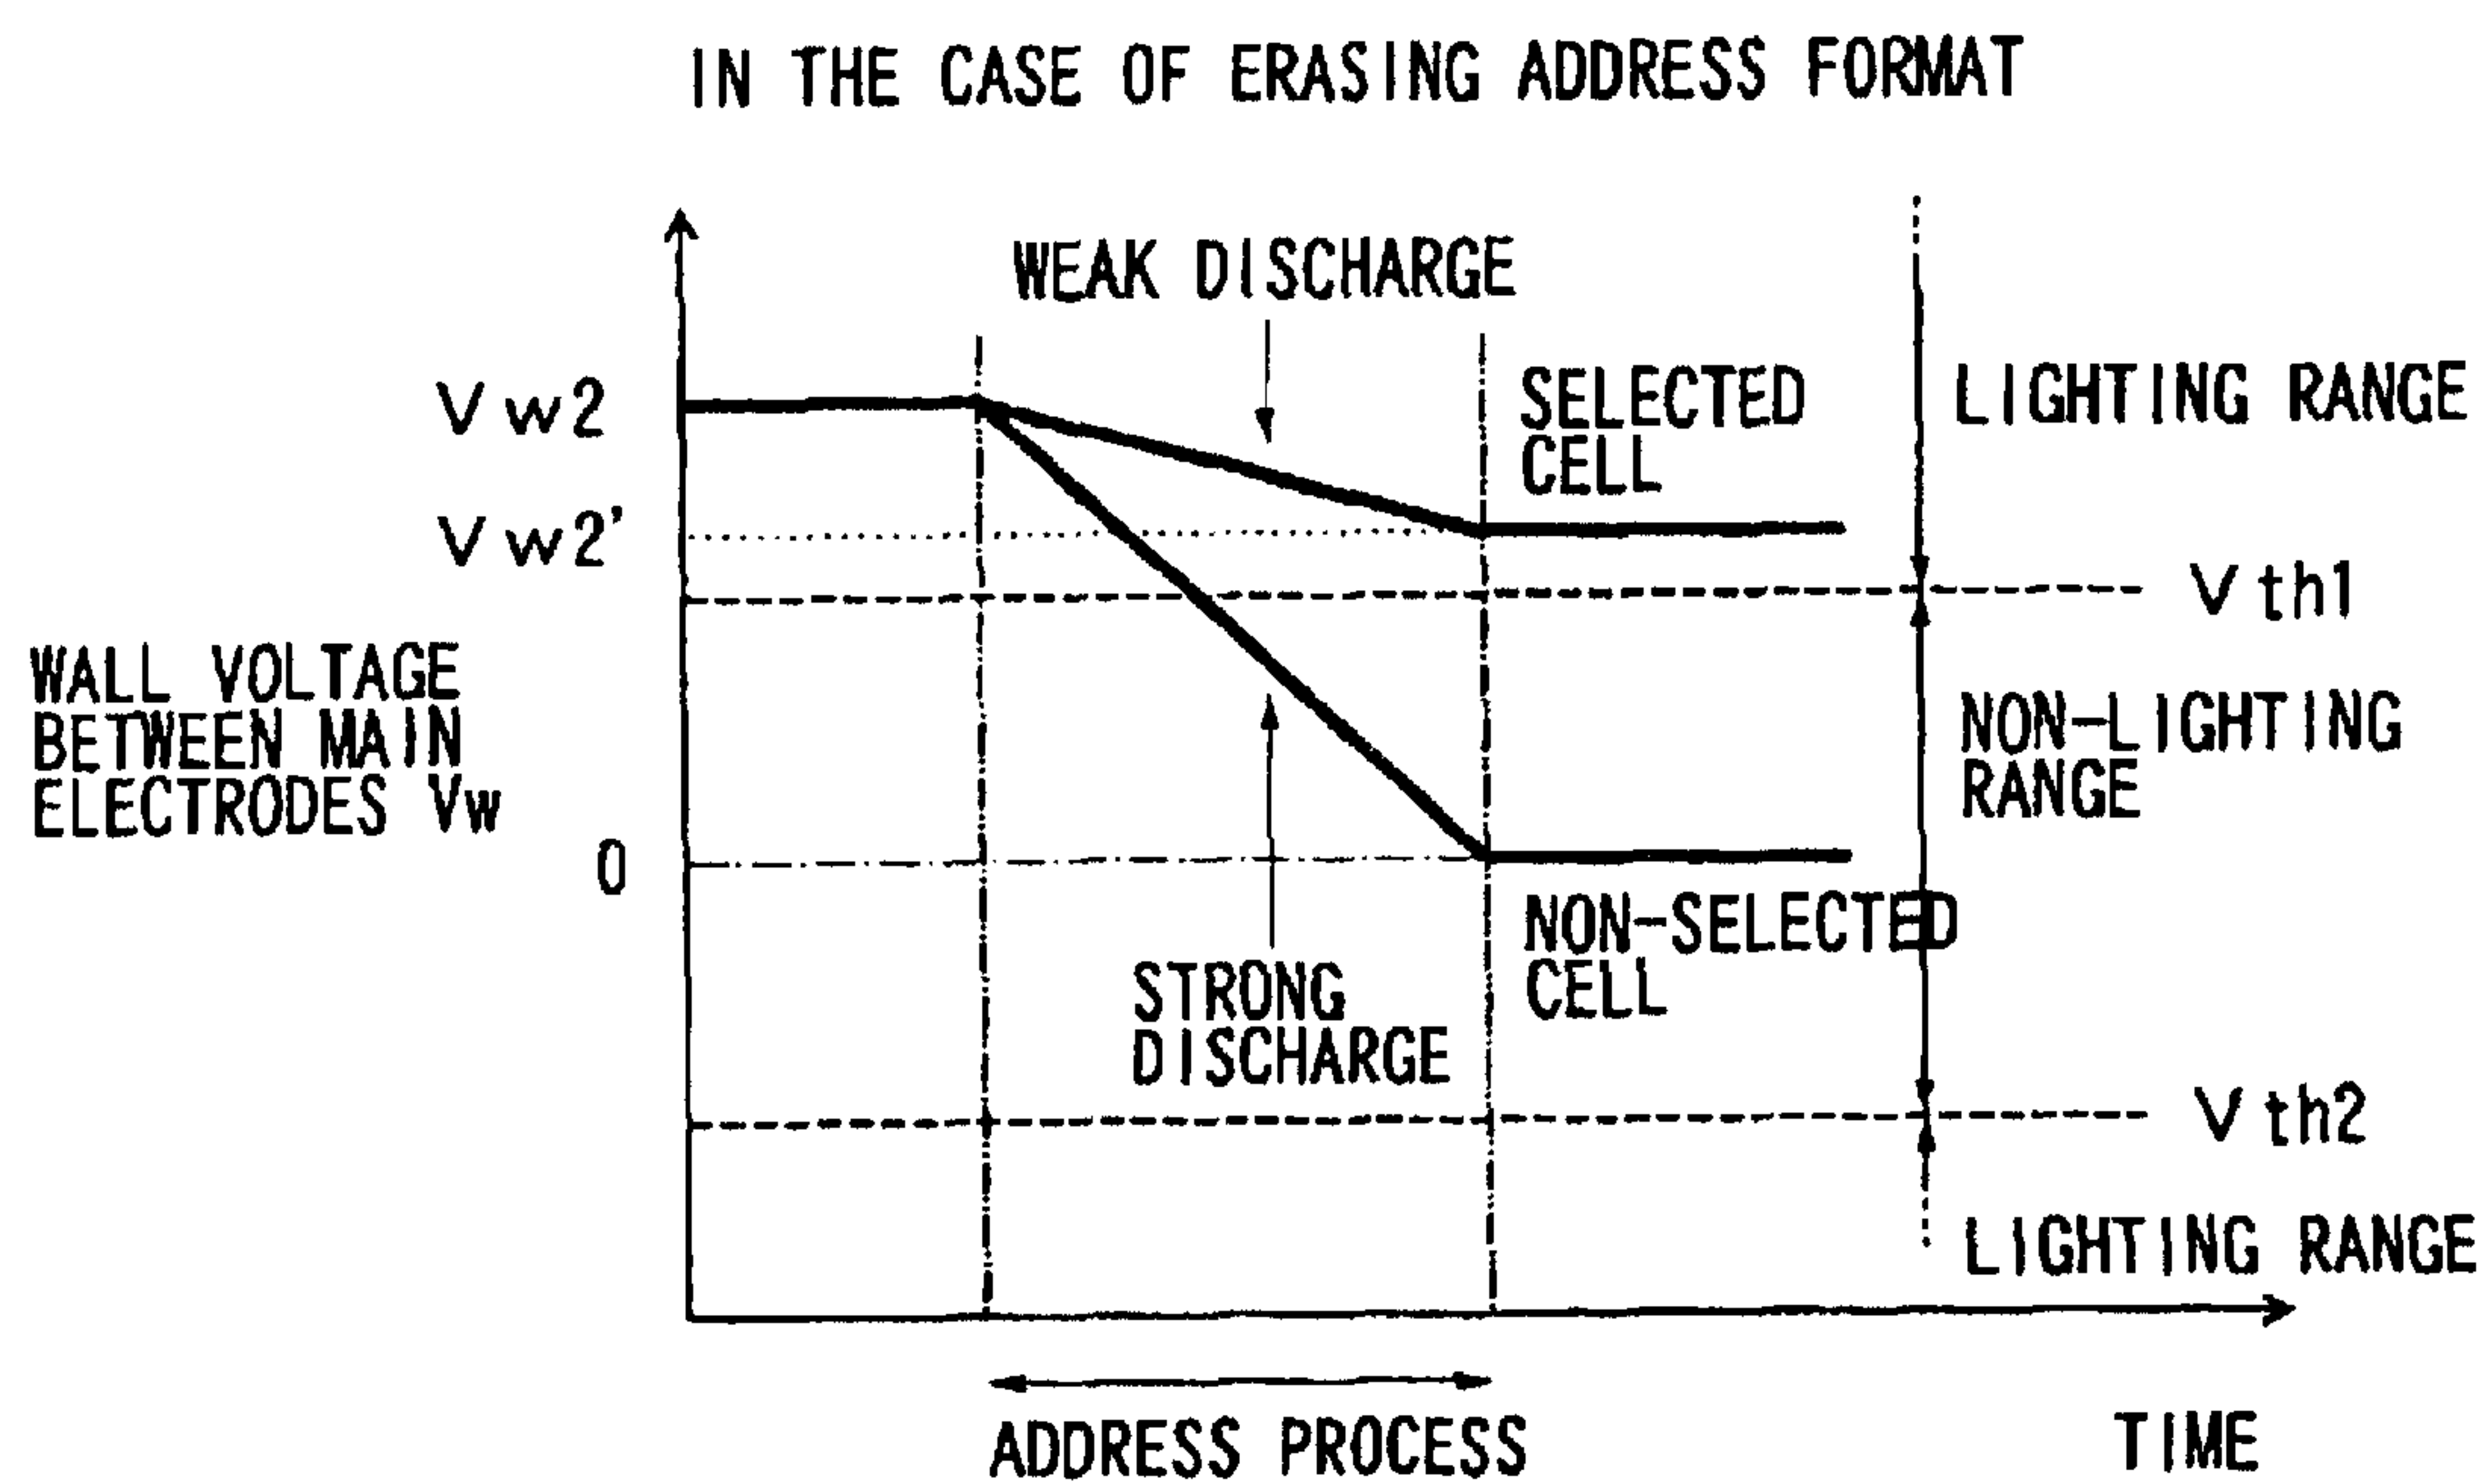 IN THE CASE OF ERASING ADDRESS FORMAT
WEAK DISCHARGE
Vw2
SELECTED
CELL
LIGHTING RANGE
Vw2'
Vth1
WALL VOLTAGE
BETWEEN MAIN
ELECTRODES Vw
NON-LIGHTING
RANGE
0
NON-SELECTED
CELL
STRONG
DISCHARGE
Vth2
LIGHTING RANGE
ADDRESS PROCESS
TIME